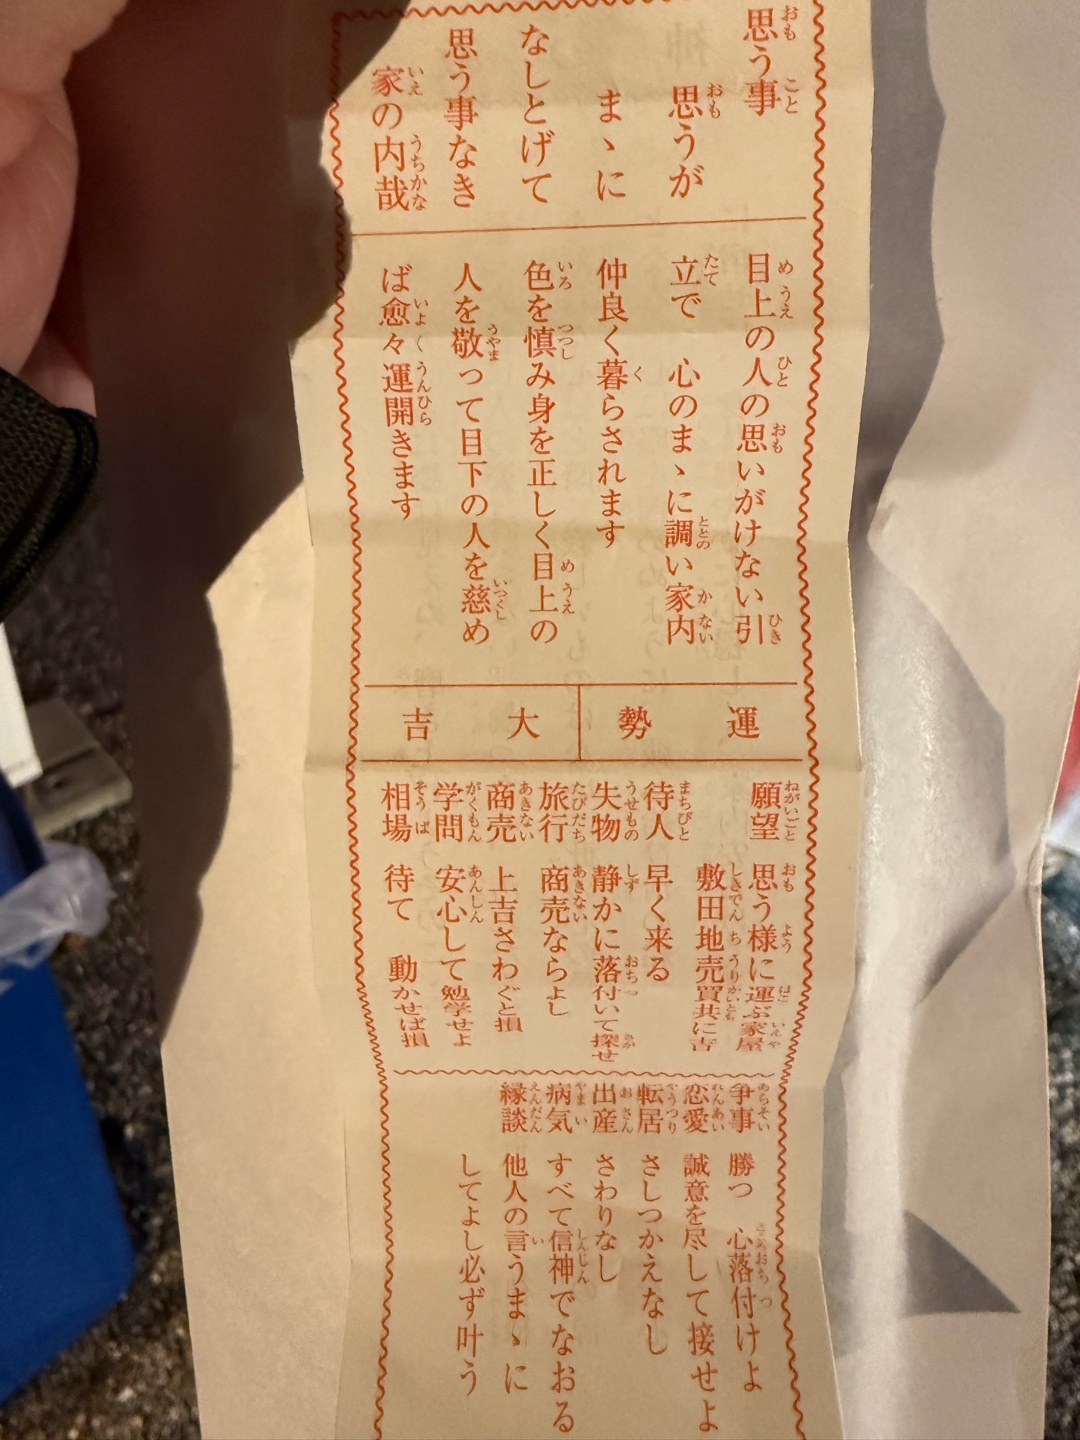 思う事
思うが
まゝに
なしとげて
思う事なき
家の内哉
目上の人の思いがけない引
立で 心のまゝに調い家内
仲良く暮らされます
色を慎み身を正しく目上の
人を敬って目下の人を慈め
ば愈々運開きます
運勢 大吉
願望 思う様に運ぶ家屋
敷田地売買共に吉
待人 早く来る
失物 静かに落付いて探せ
旅行 商売ならよし
商売 上吉さわぐと損
学問 安心して勉学せよ
相場 待て 動かせば損
争事 勝つ 心落付けよ
恋愛 誠意を尽して接せよ
転居 さしつかえなし
出産 さわりなし
病気 すべて信神でなおる
縁談 他人の言うまゝに
してよし必ず叶う